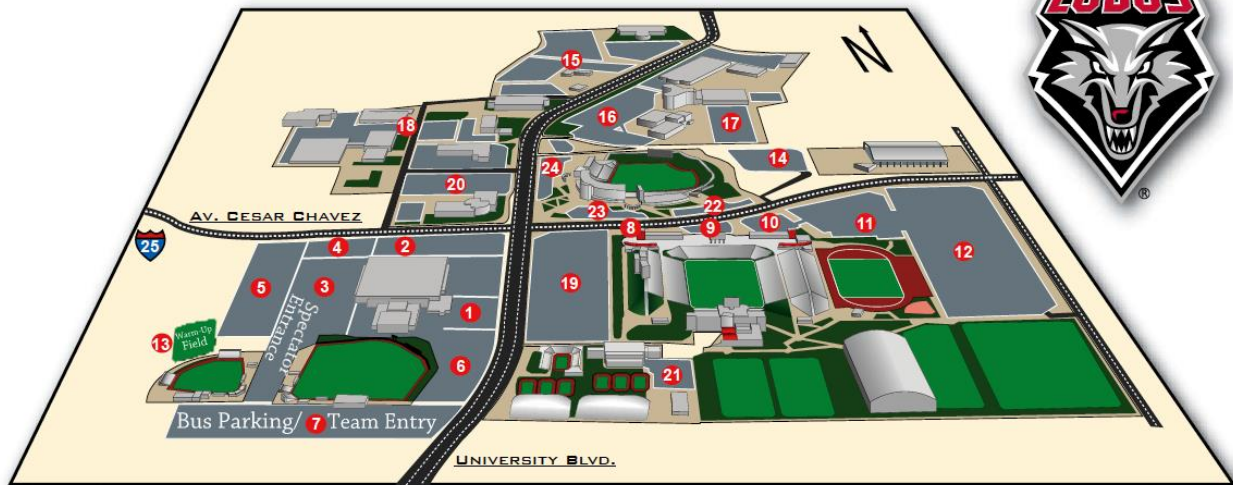 LOBOS
®
N
15
16
17
18
14
24
20
22
23
AV. CESAR CHAVEZ
25
8
9
10
11
12
4
2
5
3
19
1
Spectator
Entrance
13
Warm-Up
Field
6
21
Bus Parking/ 7 Team Entry
UNIVERSITY BLVD.